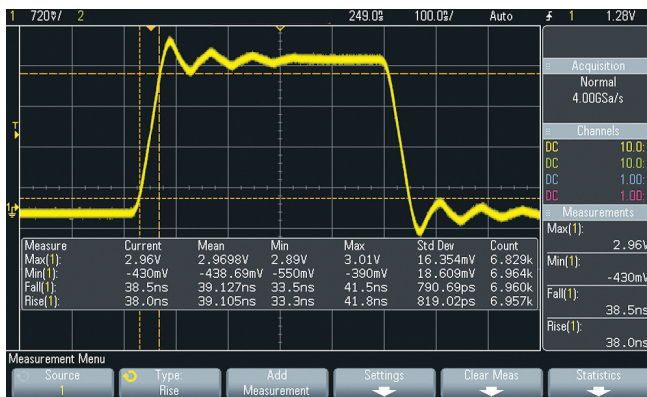 1 720▽/ 2 249.0s 100.0s/ Auto 1 1.28V
Acquisition
Normal
4.00GSa/s
T
Channels
DC 10.0:
DC 10.0:
DC 1.00:
DC 1.00:
1
Measurements
Measure Current Mean Min Max Std Dev Count
Max(1): 2.96V 2.9698V 2.89V 3.01V 16.354mV 6.829k
Min(1): -430mV -438.69mV -550mV -390mV 18.609mV 6.964k
Fall(1): 38.5ns 39.127ns 33.5ns 41.5ns 790.69ps 6.960k
Rise(1): 38.0ns 39.105ns 33.3ns 41.8ns 819.02ps 6.957k
Max(1):
2.96V
Min(1):
-430mV
Fall(1):
38.5ns
Rise(1):
38.0ns
Measurement Menu
Source
1
Type:
Rise
Add
Measurement
Settings
Clear Meas
Statistics